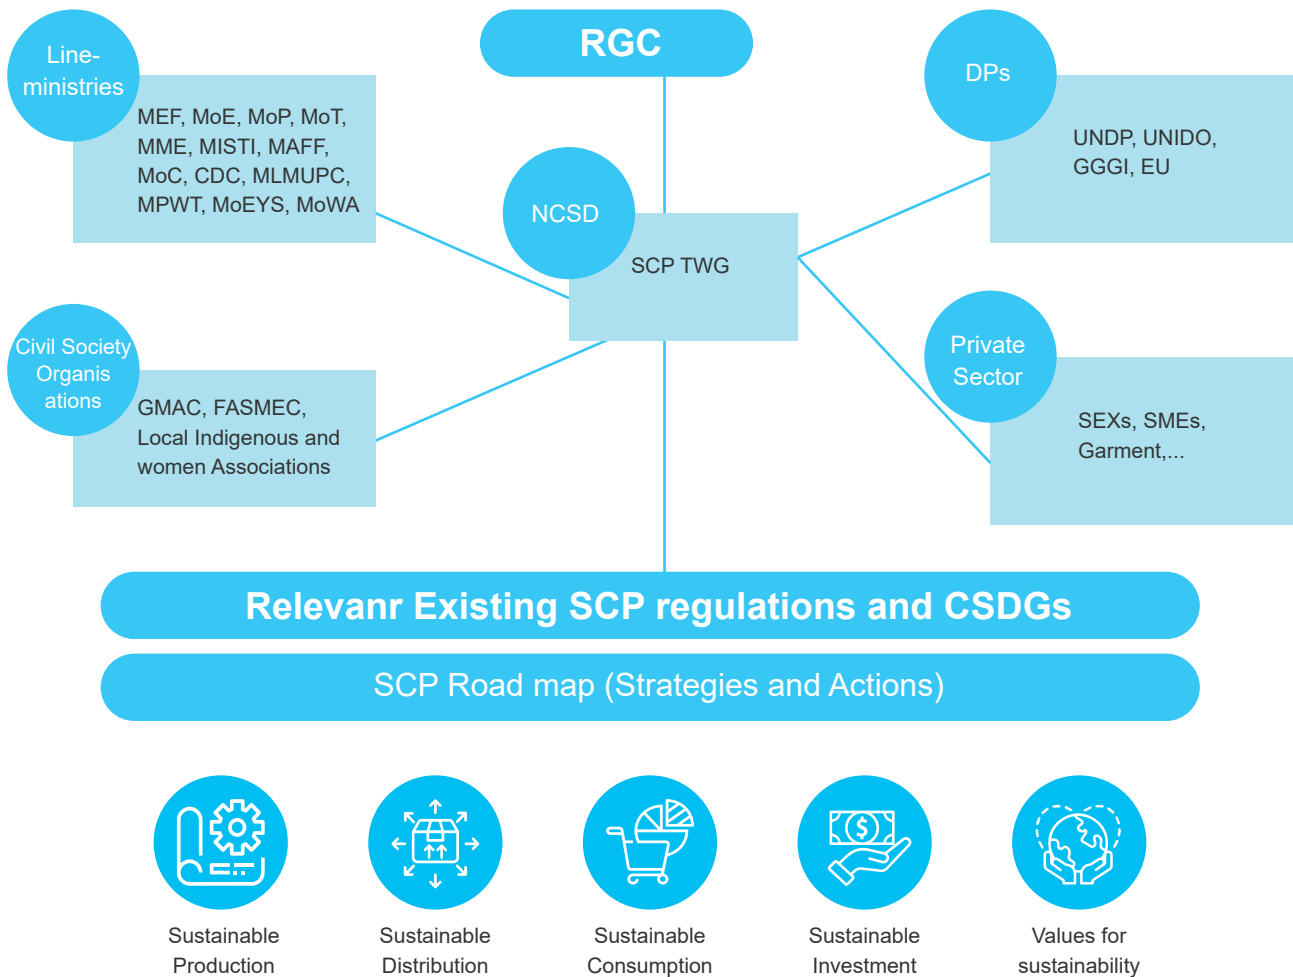 RGC
Line-
ministries
MEF, MoE, MoP, MoT,
MME, MISTI, MAFF,
MoC, CDC, MLMUPC,
MPWT, MoEYS, MoWA
DPs
UNDP, UNIDO,
GGGI, EU
NCSD
SCP TWG
Civil Society
Organis
ations
GMAC, FASMEC,
Local Indigenous and
women Associations
Private
Sector
SEXs, SMEs,
Garment,...
Relevanr Existing SCP regulations and CSDGs
SCP Road map (Strategies and Actions)
$
Sustainable
Production
Sustainable
Distribution
Sustainable
Consumption
Sustainable
Investment
Values for
sustainability